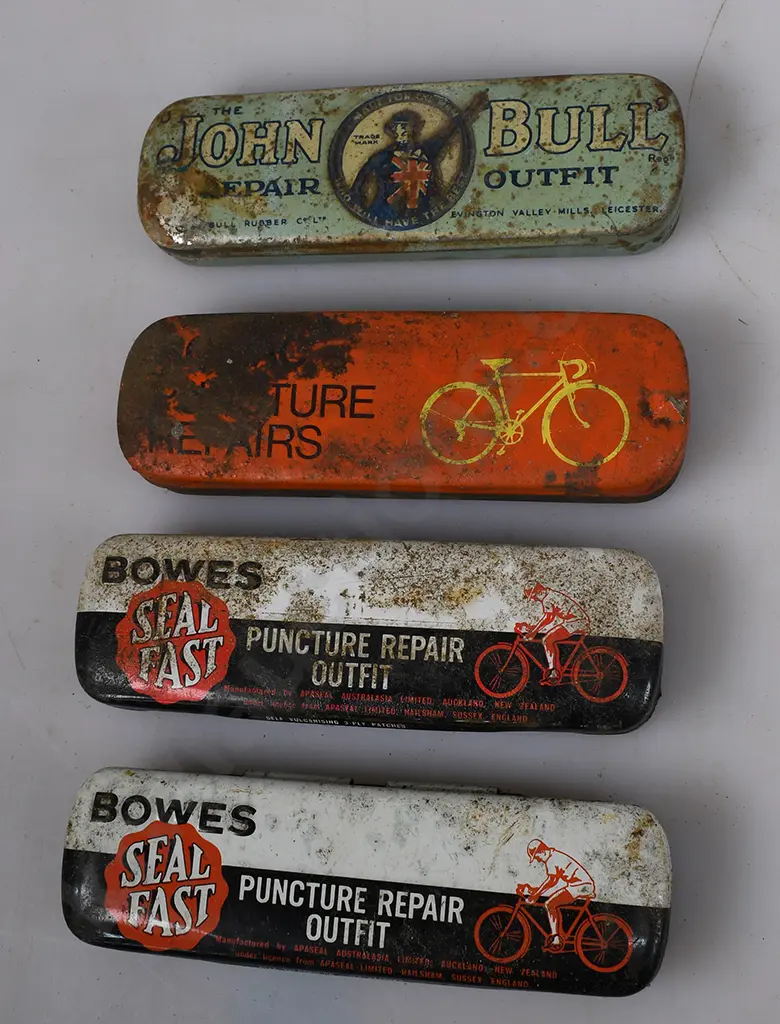 THE
'JOHN BULL'
TRADE
MARK
Regd
EPAIR OUTFIT
BULL RUBBER Co Ltd EVINGTON VALLEY MILLS, LEICESTER.
TURE
REPAIRS
BOWES
SEAL
FAST
PUNCTURE REPAIR
OUTFIT
Manufactured by APASEAL AUSTRALASIA LIMITED, AUCKLAND, NEW ZEALAND
under licence from APASEAL LIMITED, HAILSHAM, SUSSEX, ENGLAND
SELF VULCANISING 3 PLY PATCHES
BOWES
SEAL
FAST
PUNCTURE REPAIR
OUTFIT
Manufactured by APASEAL AUSTRALASIA LIMITED, AUCKLAND, NEW ZEALAND
under licence from APASEAL LIMITED, HAILSHAM, SUSSEX, ENGLAND